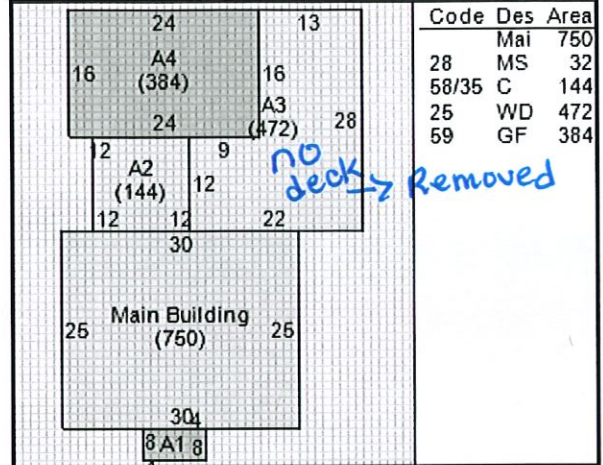 24 13
A4
(384)
16 16
A3
(472)
28
24
12 9
A2
(144)
12
no
deck → Removed
12 12 22
30
Main Building
(750)
25 25
30 4
8 A1 8
Code Des Area
Mai 750
28 MS 32
58/35 C 144
25 WD 472
59 GF 384